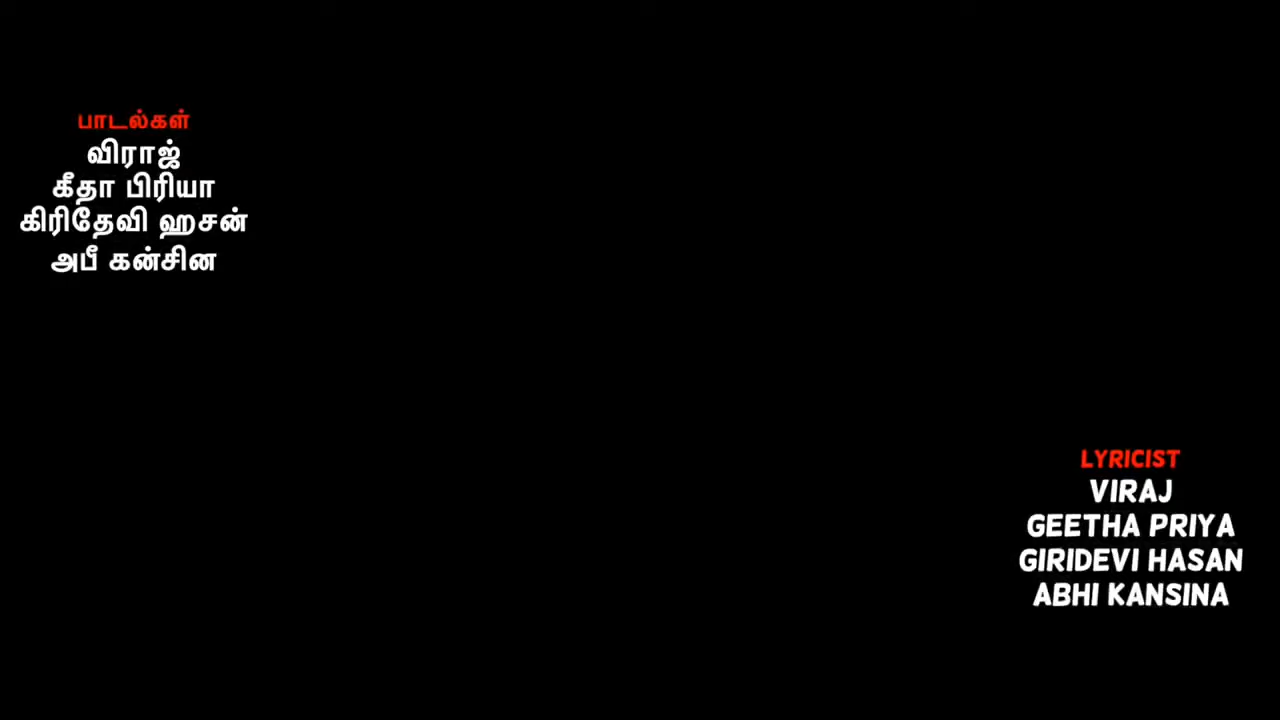 பாடல்கள்
விராஜ்
கீதா பிரியா
கிரிதேவி ஹசன்
அபீ கன்சின
LYRICIST
VIRAJ
GEETHA PRIYA
GIRIDEVI HASAN
ABHI KANSINA